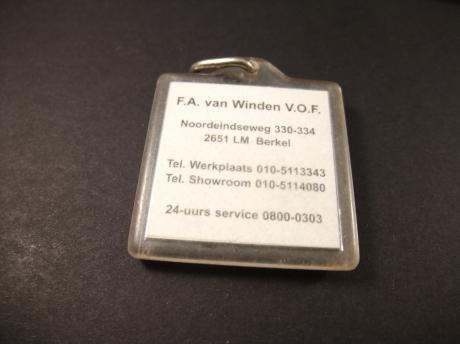 F.A. van Winden V.O.F.
Noordeindseweg 330-334
2651 LM Berkel
Tel. Werkplaats 010-5113343
Tel. Showroom 010-5114080
24-uurs service 0800-0303